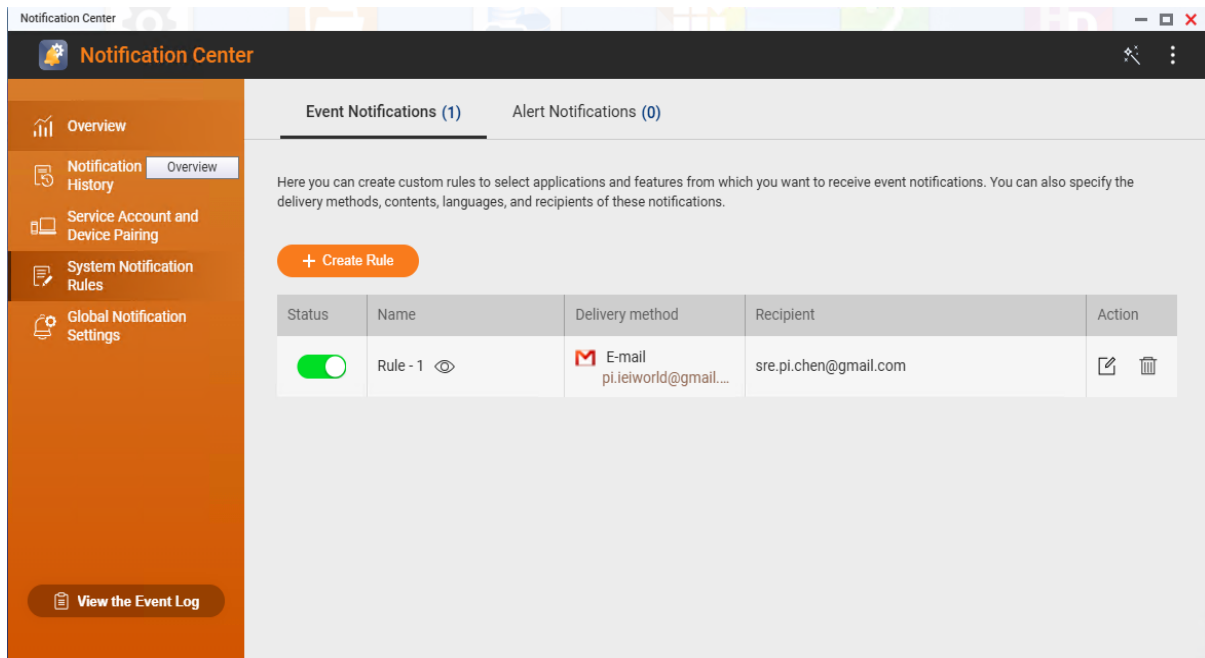 Notification Center
Notification Center
Overview
Notification
History
Overview
Service Account and
Device Pairing
System Notification
Rules
Global Notification
Settings
View the Event Log
Event Notifications (1)
Alert Notifications (0)
Here you can create custom rules to select applications and features from which you want to receive event notifications. You can also specify the
delivery methods, contents, languages, and recipients of these notifications.
+ Create Rule
Status Name Delivery method Recipient Action
Rule - 1 E-mail sre.pi.chen@gmail.com
pi.ieiworld@gmail....